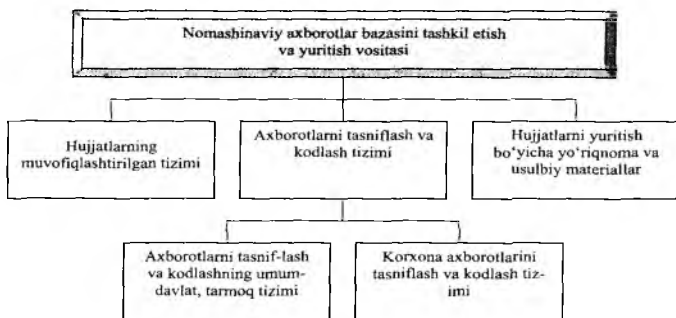 Nomashinaviy axborotlar bazasini tashkil etish
va yuritish vositasi
Hujjatlarning
muvofiqlashtirilgan tizimi
Axborotlarni tasniflash va
kodlash tizimi
Hujjatlarni yuritish
bo‘yicha yo‘riqnoma va
usulbiy materiallar
Axborotlarni tasnif-lash
va kodlashning umum-
davlat, tarmoq tizimi
Korxona axborotlarini
tasniflash va kodlash tiz-
imi